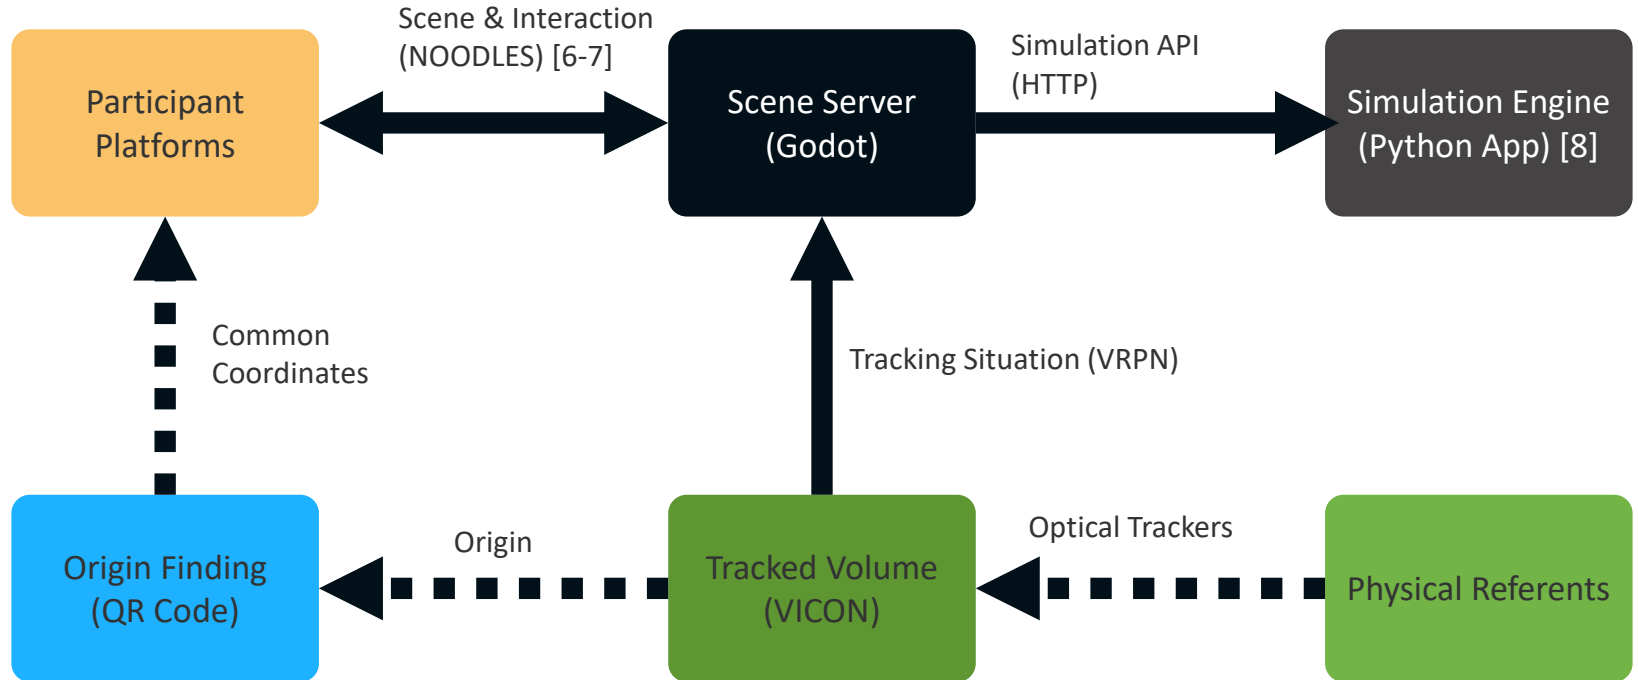 Scene & Interaction
(NOODLES) [6-7]
Simulation API
(HTTP)
Participant
Platforms
Scene Server
(Godot)
Simulation Engine
(Python App) [8]
Common
Coordinates
Tracking Situation (VRPN)
Origin
Optical Trackers
Origin Finding
(QR Code)
Tracked Volume
(VICON)
Physical Referents